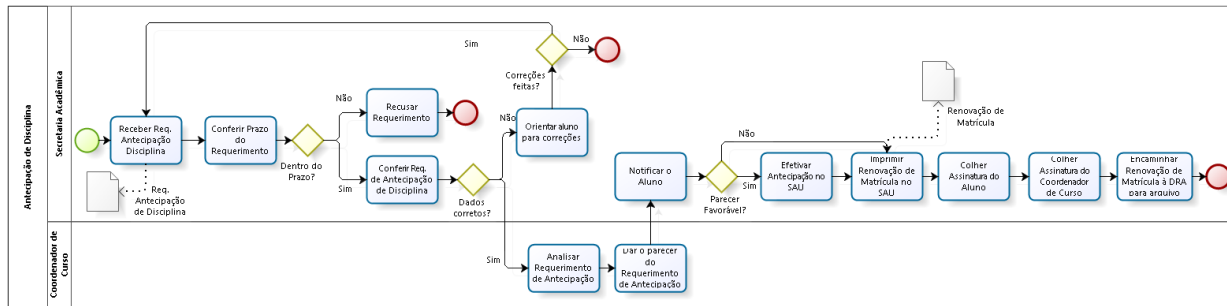 Antecipação de Disciplina
Secretaria Acadêmica
Coordenador de
Curso
Receber Req.
Antecipação
Disciplina
Req.
Antecipação
de Disciplina
Conferir Prazo
do
Requerimento
Dentro do
Prazo?
Não
Sim
Recusar
Requerimento
Conferir Req.
de Antecipação
de Disciplina
Dados
corretos?
Não
Sim
Orientar aluno
para correções
Correções
feitas?
Sim
Não
Analisar
Requerimento
de Antecipação
Dar o parecer
do
Requerimento
de Antecipação
Notificar o
Aluno
Parecer
Favorável?
Não
Sim
Efetivar
Antecipação no
SAU
Imprimir
Renovação de
Matrícula no
SAU
Renovação de
Matrícula
Colher
Assinatura do
Aluno
Colher
Assinatura do
Coordenador
de Curso
Encaminhar
Renovação de
Matrícula à DRA
para arquivo